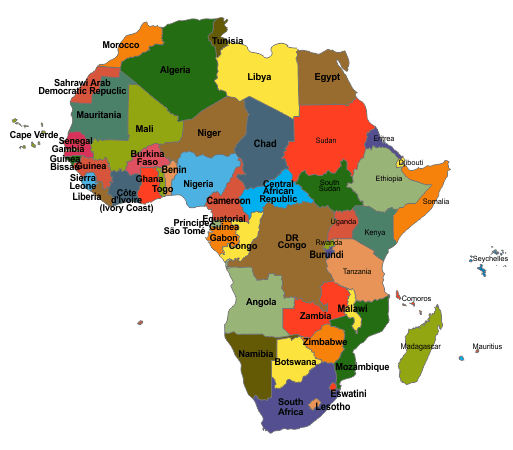 Tunisia
Morocco
Algeria
Libya
Egypt
Sahrawi Arab
Democratic Republic
Mauritania
Mali
Niger
Chad
Sudan
Eritrea
Cape Verde
Senegal
Gambia
Guinea
Bissau
Guinea
Burkina
Faso
Benin
Nigeria
Djibouti
Ethiopia
Somalia
Sierra
Leone
Liberia
Côte
d'Ivoire
(Ivory Coast)
Ghana
Togo
Cameroon
Central
African
Republic
South
Sudan
Principe
São Tomé
Equatorial
Guinea
Gabon
Congo
DR
Congo
Uganda
Kenya
Rwanda
Burundi
Tanzania
Seychelles
Comoros
Angola
Zambia
Malawi
Zimbabwe
Mozambique
Madagascar
Mauritius
Namibia
Botswana
South
Africa
Eswatini
Lesotho